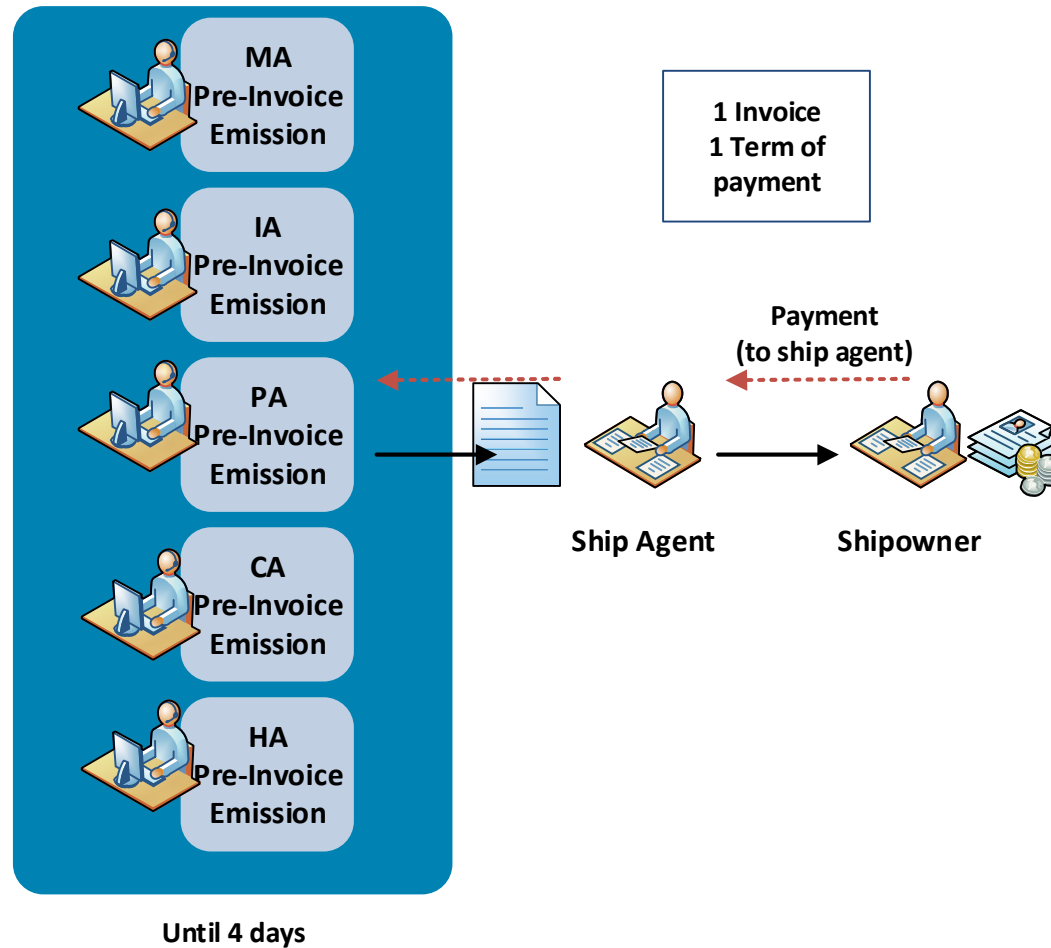 MA
Pre-Invoice
Emission
1 Invoice
1 Term of
payment
IA
Pre-Invoice
Emission
Payment
(to ship agent)
PA
Pre-Invoice
Emission
Ship Agent
Shipowner
CA
Pre-Invoice
Emission
HA
Pre-Invoice
Emission
Until 4 days